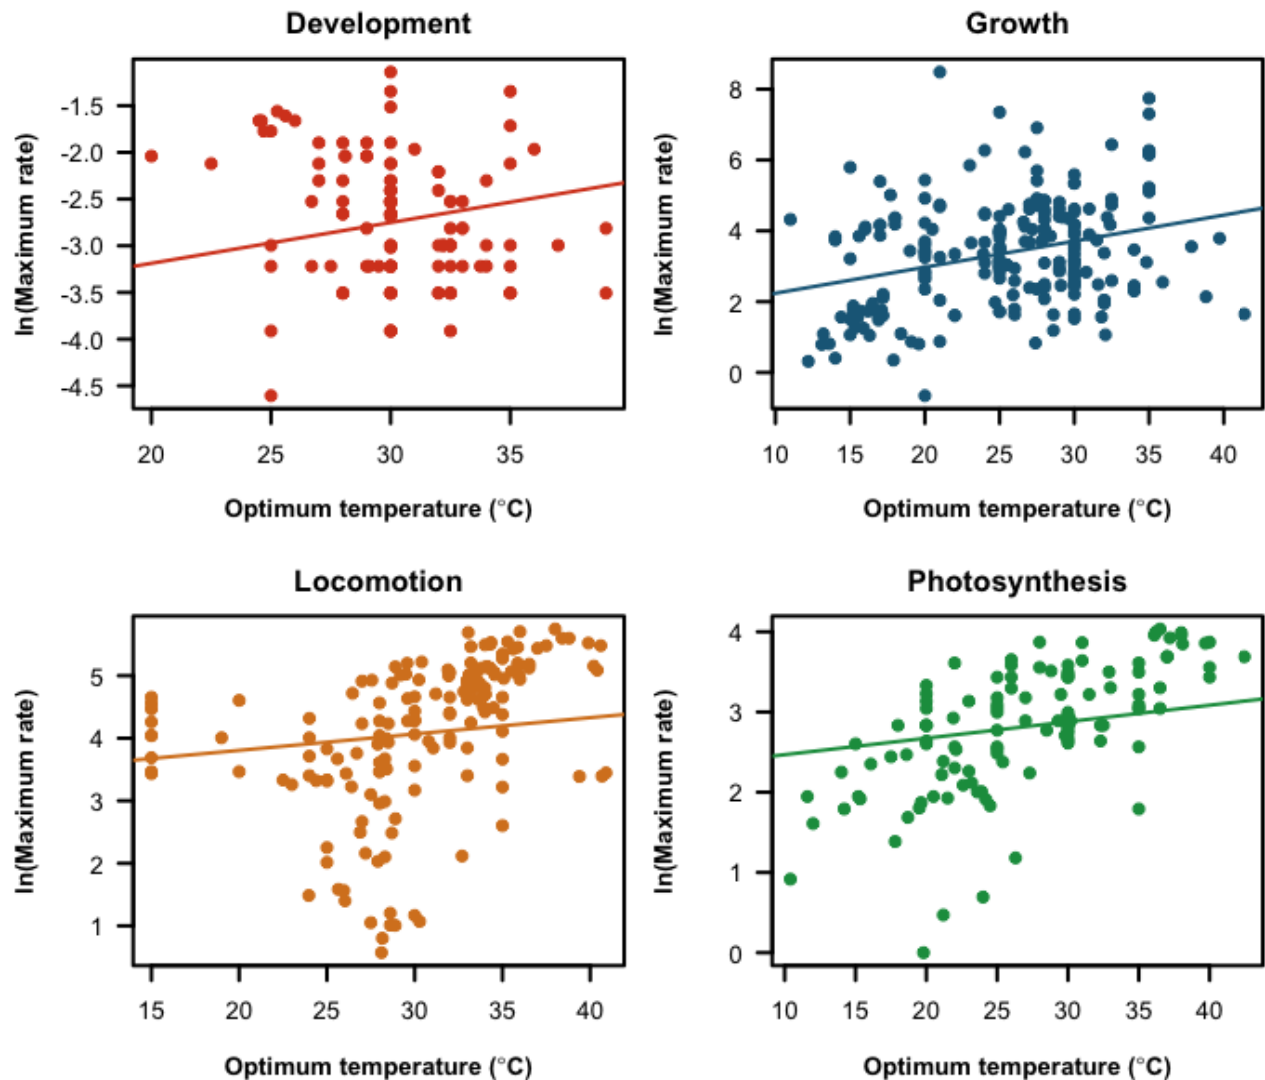 Development
ln(Maximum rate)
-1.5
-2.0
-2.5
-3.0
-3.5
-4.0
-4.5
20 25 30 35
Optimum temperature (°C)
Growth
ln(Maximum rate)
8
6
4
2
0
10 15 20 25 30 35 40
Optimum temperature (°C)
Locomotion
ln(Maximum rate)
5
4
3
2
1
15 20 25 30 35 40
Optimum temperature (°C)
Photosynthesis
ln(Maximum rate)
4
3
2
1
0
10 15 20 25 30 35 40
Optimum temperature (°C)